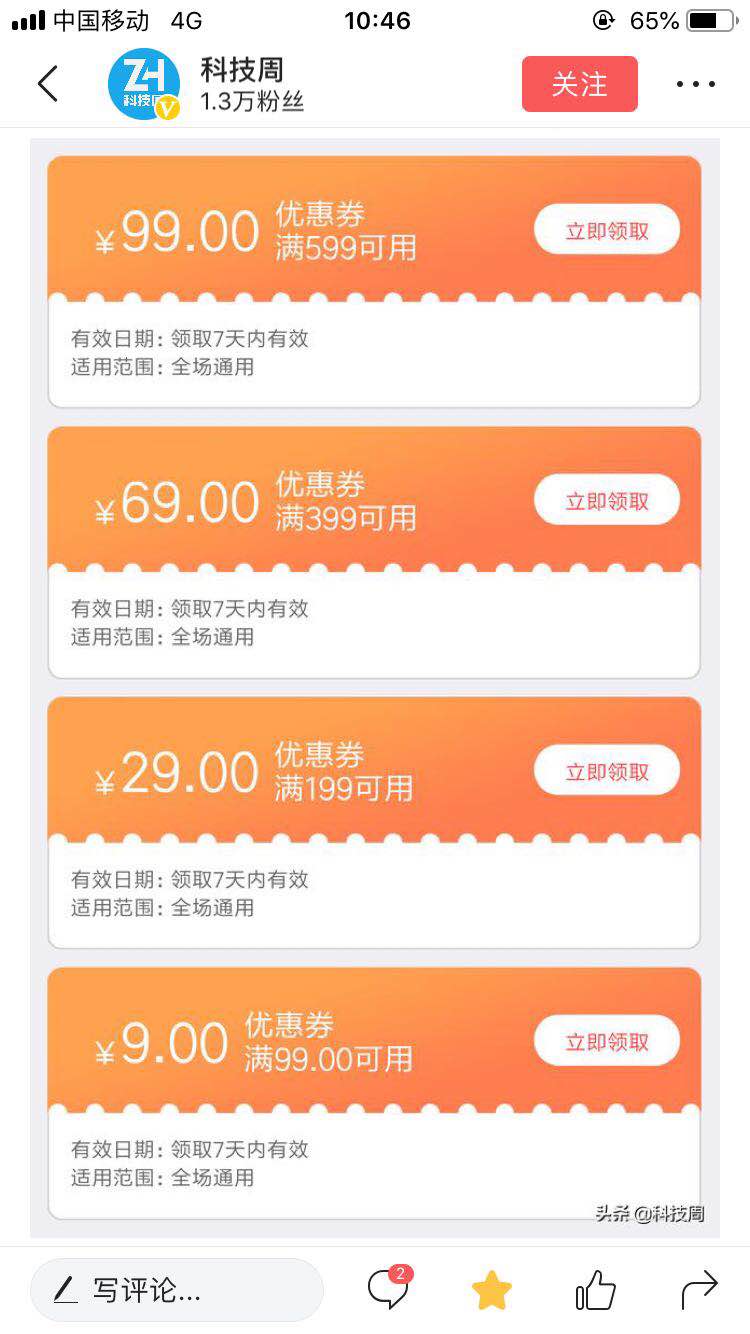 中国移动 4G 10:46 65%
ZH
科技周
V
科技周
1.3万粉丝
关注
¥99.00 优惠券
满599可用
立即领取
有效日期: 领取7天内有效
适用范围: 全场通用
¥69.00 优惠券
满399可用
立即领取
有效日期: 领取7天内有效
适用范围: 全场通用
¥29.00 优惠券
满199可用
立即领取
有效日期: 领取7天内有效
适用范围: 全场通用
¥9.00 优惠券
满99.00可用
立即领取
有效日期: 领取7天内有效
适用范围: 全场通用
头条 @科技周
写评论...
2